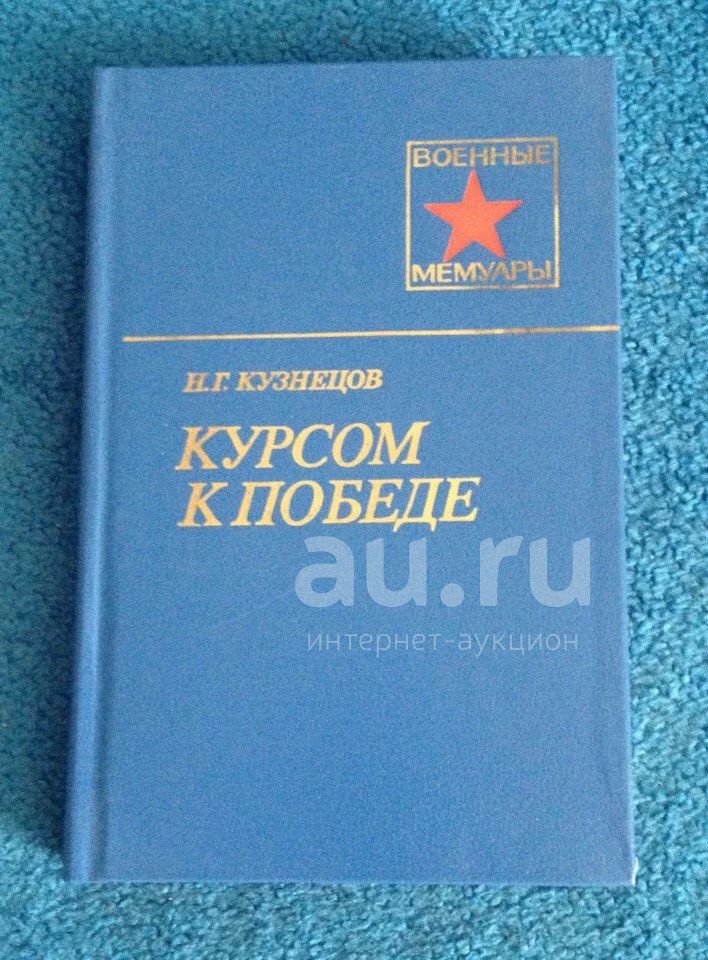 ВОЕННЫЕ
МЕМУАРЫ
Н.Г. КУЗНЕЦОВ
КУРСОМ
К ПОБЕДЕ
au.ru
интернет-аукцион